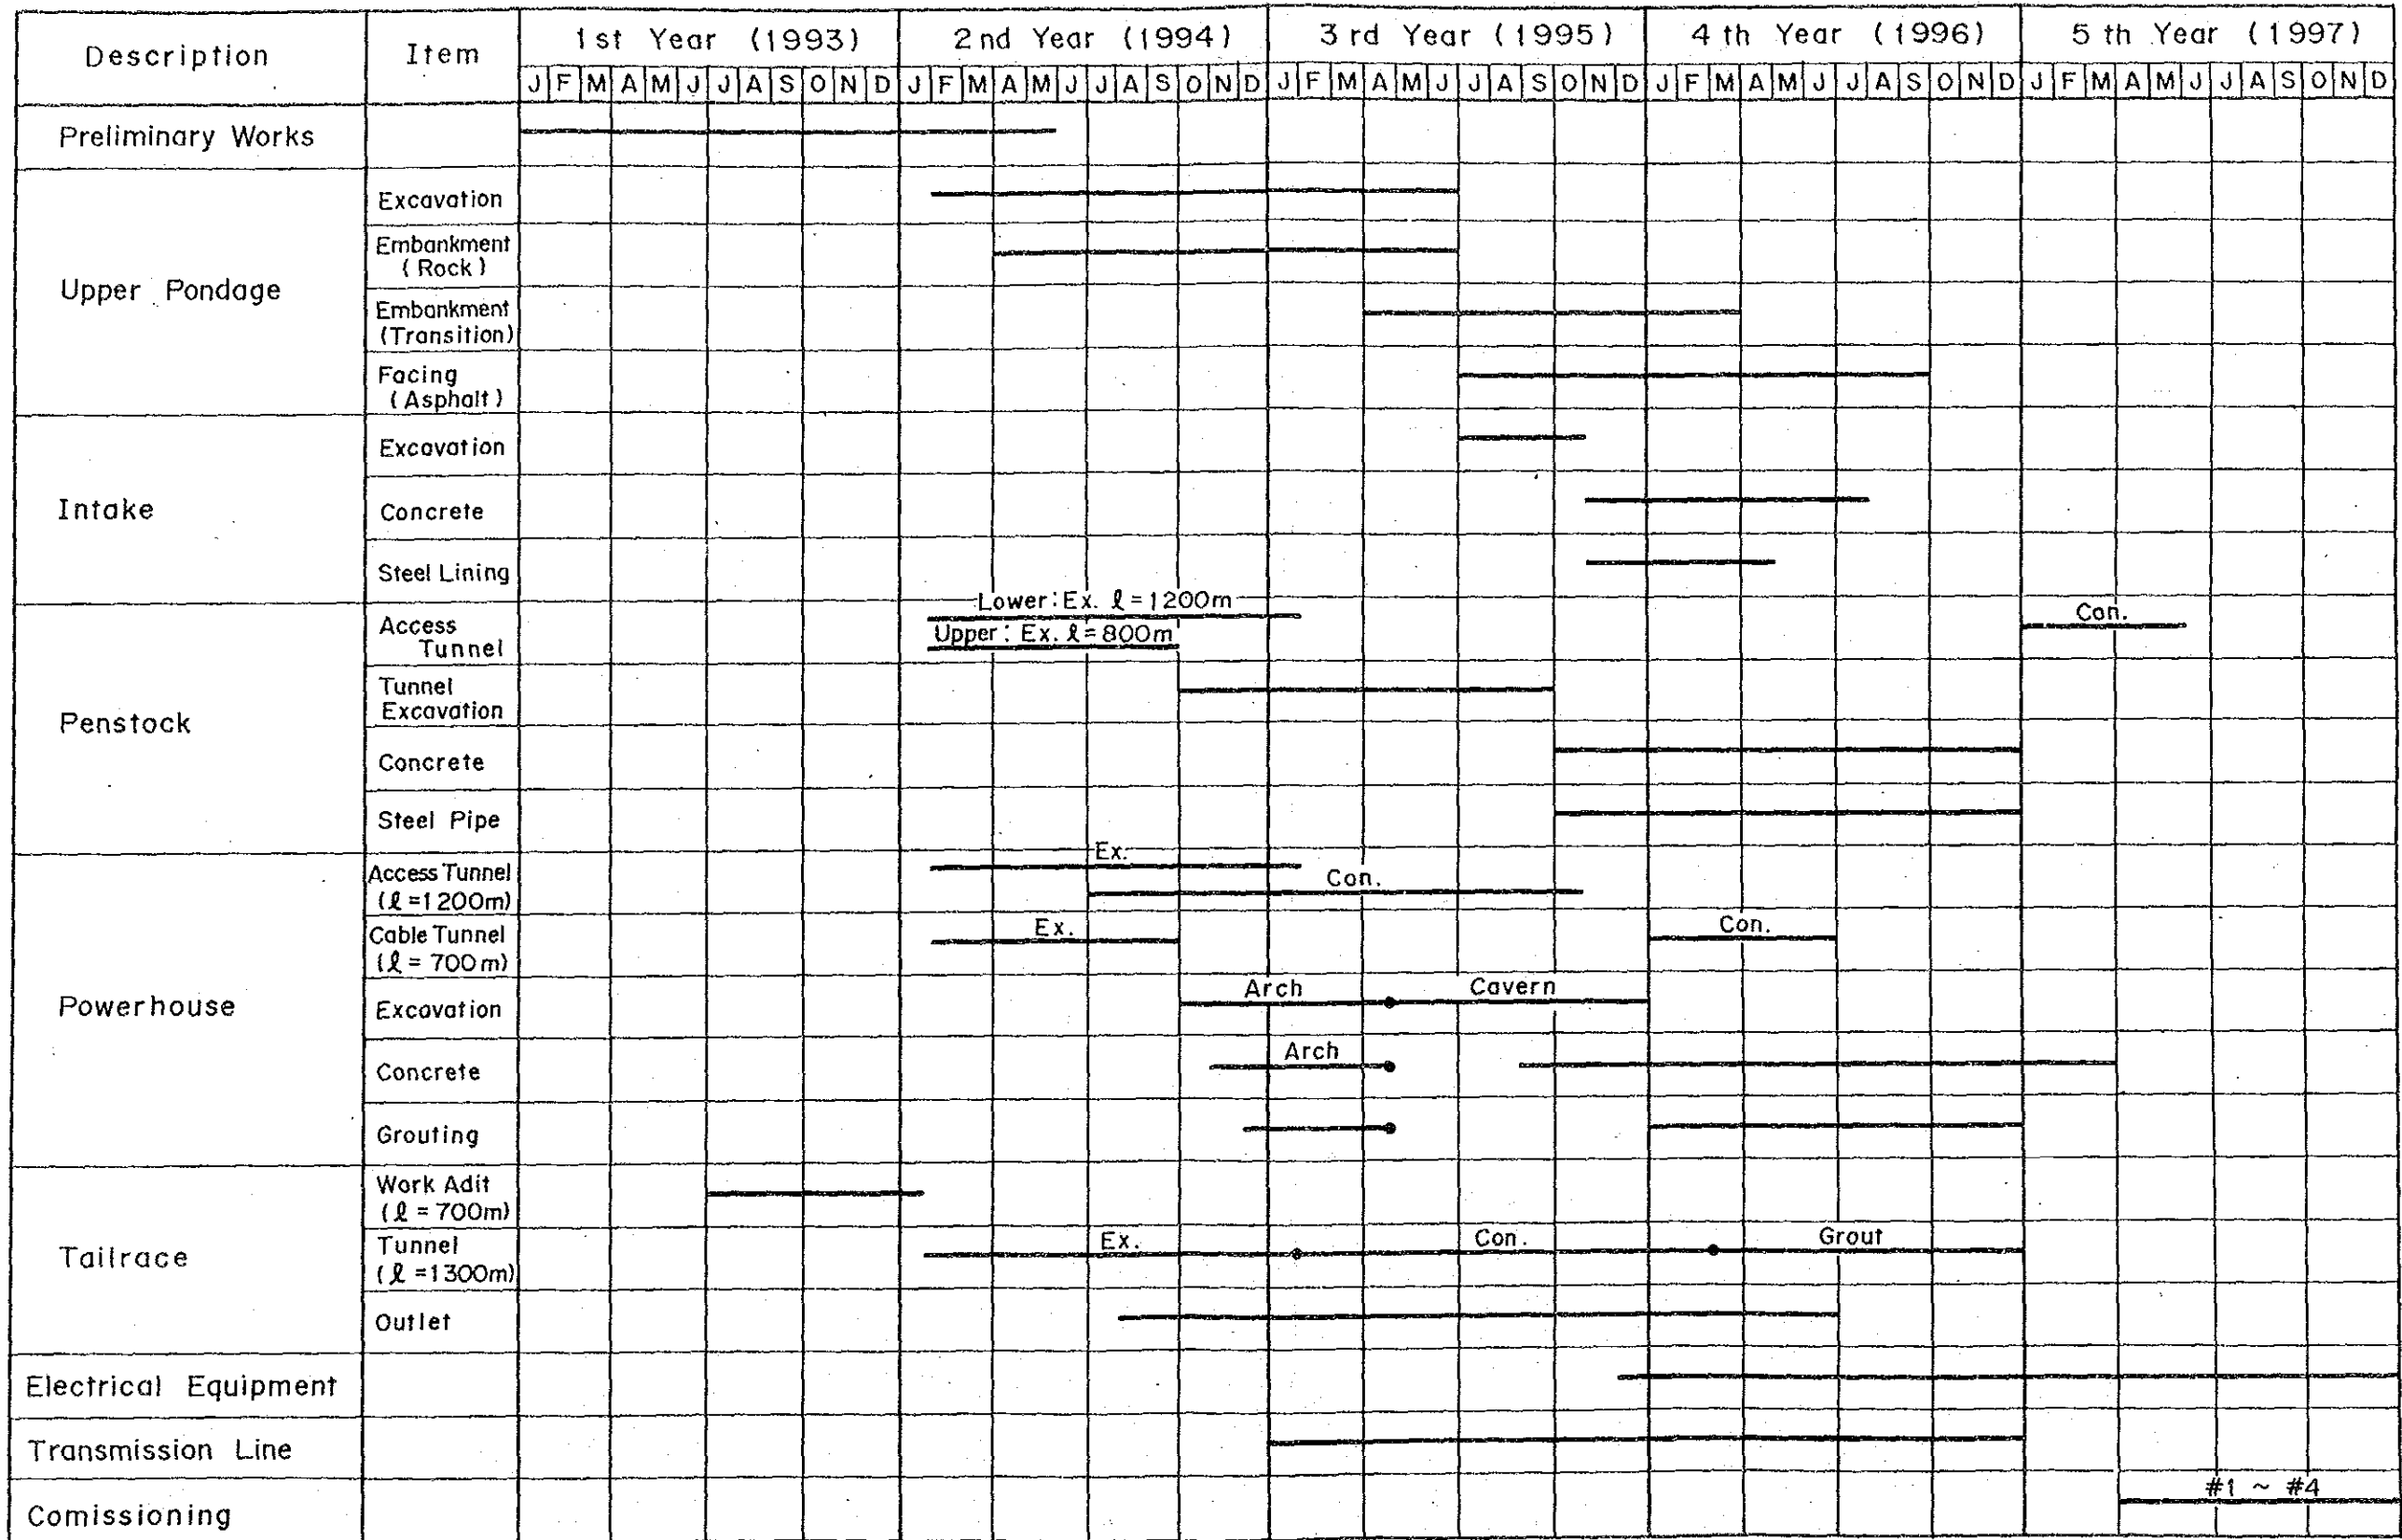 Description Item 1st Year (1993) 2nd Year (1994) 3rd Year (1995) 4th Year (1996) 5th Year (1997)
J F M A M J J A S O N D J F M A M J J A S O N D J F M A M J J A S O N D J F M A M J J A S O N D J F M A M J J A S O N D
Preliminary Works
Upper Pondage
Excavation
Embankment
(Rock)
Embankment
(Transition)
Facing
(Asphalt)
Intake
Excavation
Concrete
Steel Lining
Penstock
Access
Tunnel
Lower: Ex. ℓ=1200m
Upper: Ex. ℓ=800m
Con.
Tunnel
Excavation
Concrete
Steel Pipe
Powerhouse
Access Tunnel
(ℓ=1200m)
Ex.
Con.
Cable Tunnel
(ℓ=700m)
Ex.
Con.
Excavation
Arch
Cavern
Concrete
Arch
Grouting
Tailrace
Work Adit
(ℓ=700m)
Tunnel
(ℓ=1300m)
Ex.
Con.
Grout
Outlet
Electrical Equipment
Transmission Line
Comissioning
#1 ~ #4